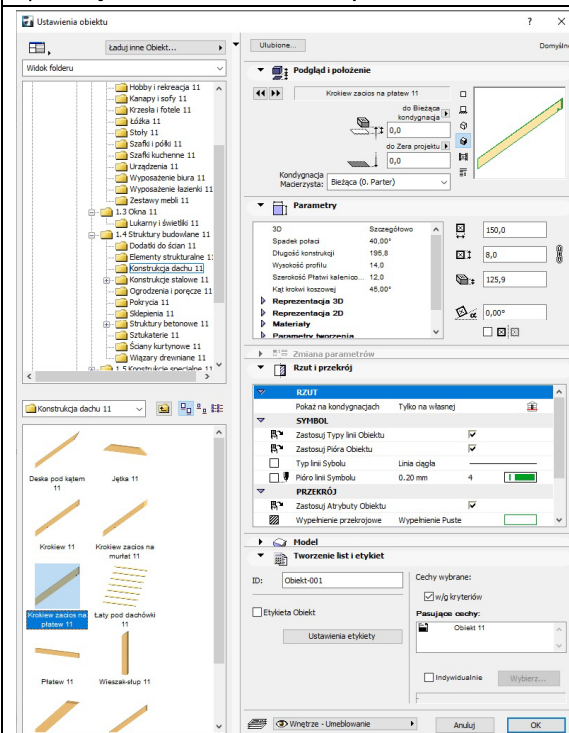 Ustawienia obiektu
?
Ładuj inne Obiekt...
Ulubione...
Domyśln
Widok folderu
Hobby i rekreacja 11
Kanapy i sofy 11
Krzesła i fotele 11
Łóżka 11
Stoły 11
Szafki i półki 11
Szafki kuchenne 11
Urządzenia 11
Wyposażenie biura 11
Wyposażenie łazienki 11
Zestawy mebli 11
1.3 Okna 11
Lukarny i świetliki 11
1.4 Struktury budowlane 11
Dodatki do ścian 11
Elementy strukturalne 11
Konstrukcja dachu 11
Konstrukcje stalowe 11
Ogrodzenia i poręcze 11
Pokrycia 11
Sklepienia 11
Struktury betonowe 11
Sztukaterie 11
Ściany kurtynowe 11
Wiązary drewniane 11
1.5 Konstrukcje specjalne 11
Konstrukcja dachu 11
Deska pod kątem 11
Jętka 11
Krokiew 11
Krokiew zacios na murłat 11
Krokiew zacios na płatew 11
Łaty pod dachówki 11
Płatew 11
Wieszak-słup 11
Podgląd i położenie
Krokiew zacios na płatew 11
do Bieżąca kondygnacja
0,0
do Zera projektu
0,0
Kondygnacja Macierzysta:
Bieżąca (0. Parter)
Parametry
3D Szczegółowo
Spadek połaci 40,00°
Długość konstrukcji 195,8
Wysokość profilu 14,0
Szerokość Płatwi kalenico... 12,0
Kąt krokwi koszowej 45,00°
Reprezentacja 3D
Reprezentacja 2D
Materiały
Parametry tworzenia
150,0
8,0
125,9
0,00°
Zmiana parametrów
Rzut i przekrój
RZUT
Pokaż na kondygnacjach Tylko na własnej
SYMBOL
Zastosuj Typy linii Obiektu
Zastosuj Pióra Obiektu
Typ linii Sybolu Linia ciągła
Pióro linii Symbolu 0.20 mm 4
PRZEKRÓJ
Zastosuj Atrybuty Obiektu
Wypełnienie przekrojowe Wypełnienie Puste
Model
Tworzenie list i etykiet
ID: Obiekt-001
Etykieta Obiekt
Ustawienia etykiety
Cechy wybrane:
w/g kryteriów
Pasujące cechy:
Obiekt 11
Indywidualnie
Wybierz...
Wnętrze - Umeblowanie
Anuluj
OK